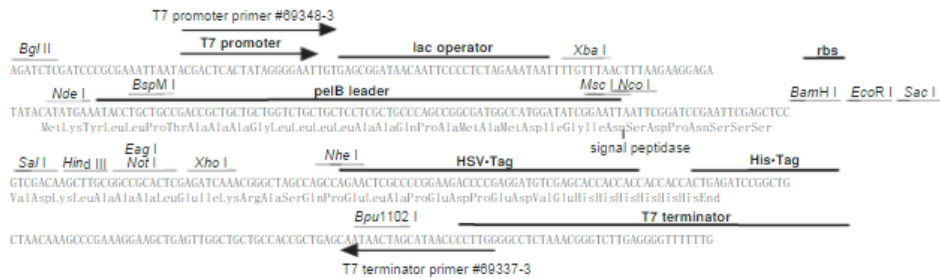 T7 promoter primer #69348-3
Bgl II T7 promoter lac operator Xba I rbs
AGATCTCGATCCCGCGAAATTAATACGACTCACTATAGGGGAATTGTGAGCGGATAACAATTCCCCTCTAGAAATAATTTTGTTTAACTTTAAGAAGGAGA
Nde I BspM I pelB leader Msc I Nco I BamH I EcoR I Sac I
TATACATATGAAATACCTGCTGCCGACCGCTGCTGCTGGTCTGCTGCTCCTCGCTGCCCAGCCGGCGATGGCCATGGATATCGGAATTAATTCGGATCCGAATTCGAGCTCC
MetLysTyrLeuLeuProThrAlaAlaAlaGlyLeuLeuLeuLeuAlaAlaGlnProAlaMetAlaMetAspIleGlyIleAsnSerAspProAsnSerSerSer
signal peptidase
Sal I Hind III Eag I Not I Xho I Nhe I HSV-Tag His-Tag
GTCGACAAGCTTGCGGCCGCACTCGAGATCAAACGGGCTAGCCAGCCAGAACTCGCCCCGGAAGACCCCGAGGATGTCGAGCACCACCACCACCACCACTGAGATCCGGCTG
ValAspLysLeuAlaAlaAlaLeuGluIleLysArgAlaSerGlnProGluLeuAlaProGluAspProGluAspValGluHisHisHisHisHisHisEnd
Bpu1102 I T7 terminator
CTAACAAAGCCCGAAAGGAAGCTGAGTTGGCTGCTGCCACCGCTGAGCAATAACTAGCATAACCCCTTGGGGCCTCTAAACGGGTCTTGAGGGGTTTTTTG
T7 terminator primer #69337-3